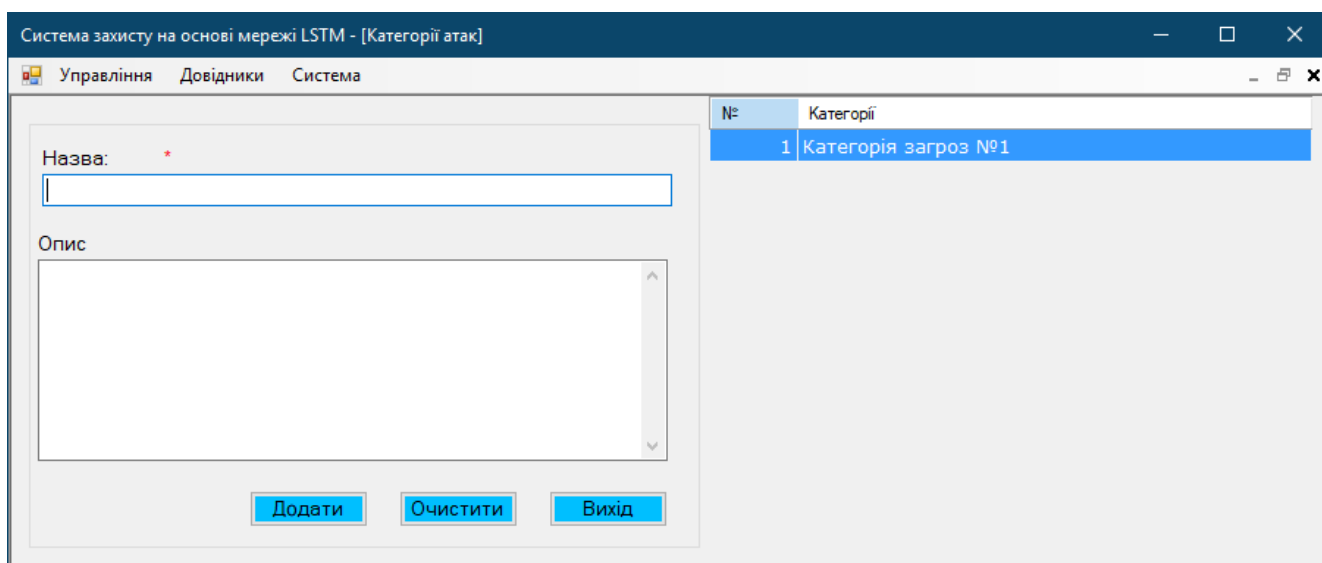 Система захисту на основі мережі LSTM - [Категорії атак]
Управління Довідники Система
Назва: *
Опис
Додати Очистити Вихід
№ Категорії
1 Категорія загроз №1